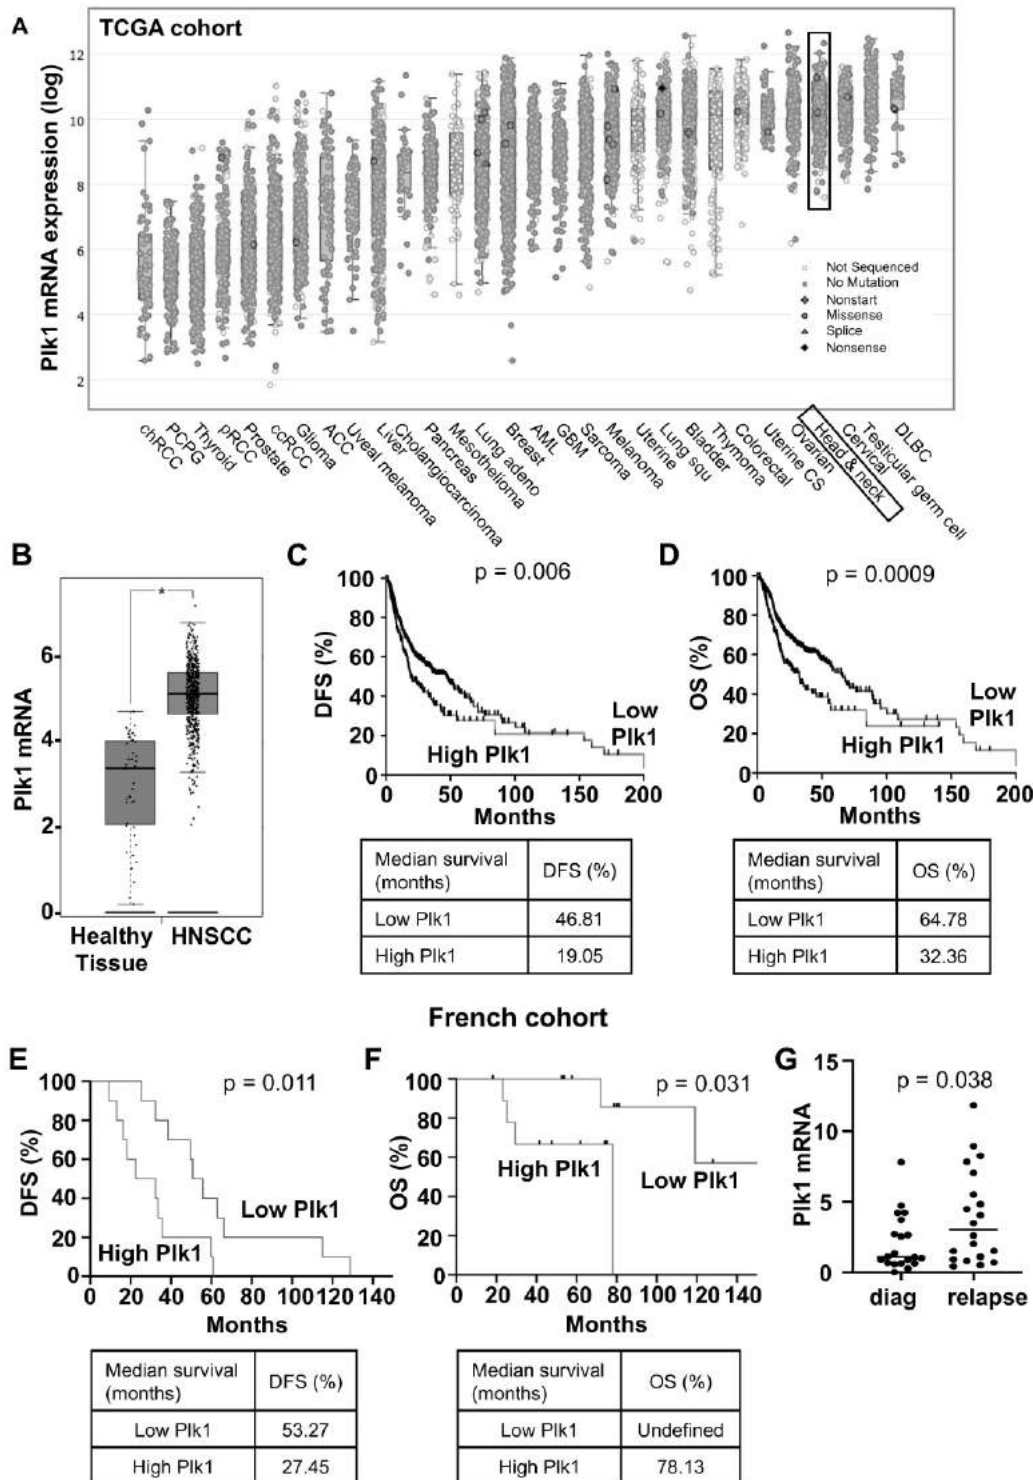 A
TCGA cohort
Plk1 mRNA expression (log)
12
10
8
6
4
2
Not Sequenced
No Mutation
Nonstart
Missense
Splice
Nonsense
chRCC
PCPG
Thyroid
pRCC
Prostate
ccRCC
Glioma
ACC
Uveal melanoma
Liver
Cholangiocarcinoma
Pancreas
Mesothelioma
Lung adeno
Breast
AML
GBM
Sarcoma
Melanoma
Uterine
Lung squ
Bladder
Thymoma
Colorectal
Uterine CS
Ovarian
Head & neck
Cervical
Testicular germ cell
DLBC
B
Plk1 mRNA
6
4
2
0
*
Healthy Tissue
HNSCC
C
p = 0.006
DFS (%)
100
80
60
40
20
0
High Plk1
Low Plk1
0 50 100 150 200
Months
Median survival (months) DFS (%)
Low Plk1 46.81
High Plk1 19.05
D
p = 0.0009
OS (%)
100
80
60
40
20
0
High Plk1
Low Plk1
0 50 100 150 200
Months
Median survival (months) OS (%)
Low Plk1 64.78
High Plk1 32.36
French cohort
E
p = 0.011
DFS (%)
100
80
60
40
20
0
Low Plk1
High Plk1
0 20 40 60 80 100 120 140
Months
Median survival (months) DFS (%)
Low Plk1 53.27
High Plk1 27.45
F
p = 0.031
OS (%)
100
80
60
40
20
0
High Plk1
Low Plk1
0 20 40 60 80 100 120 140
Months
Median survival (months) OS (%)
Low Plk1 Undefined
High Plk1 78.13
G
p = 0.038
Plk1 mRNA
15
10
5
0
diag relapse